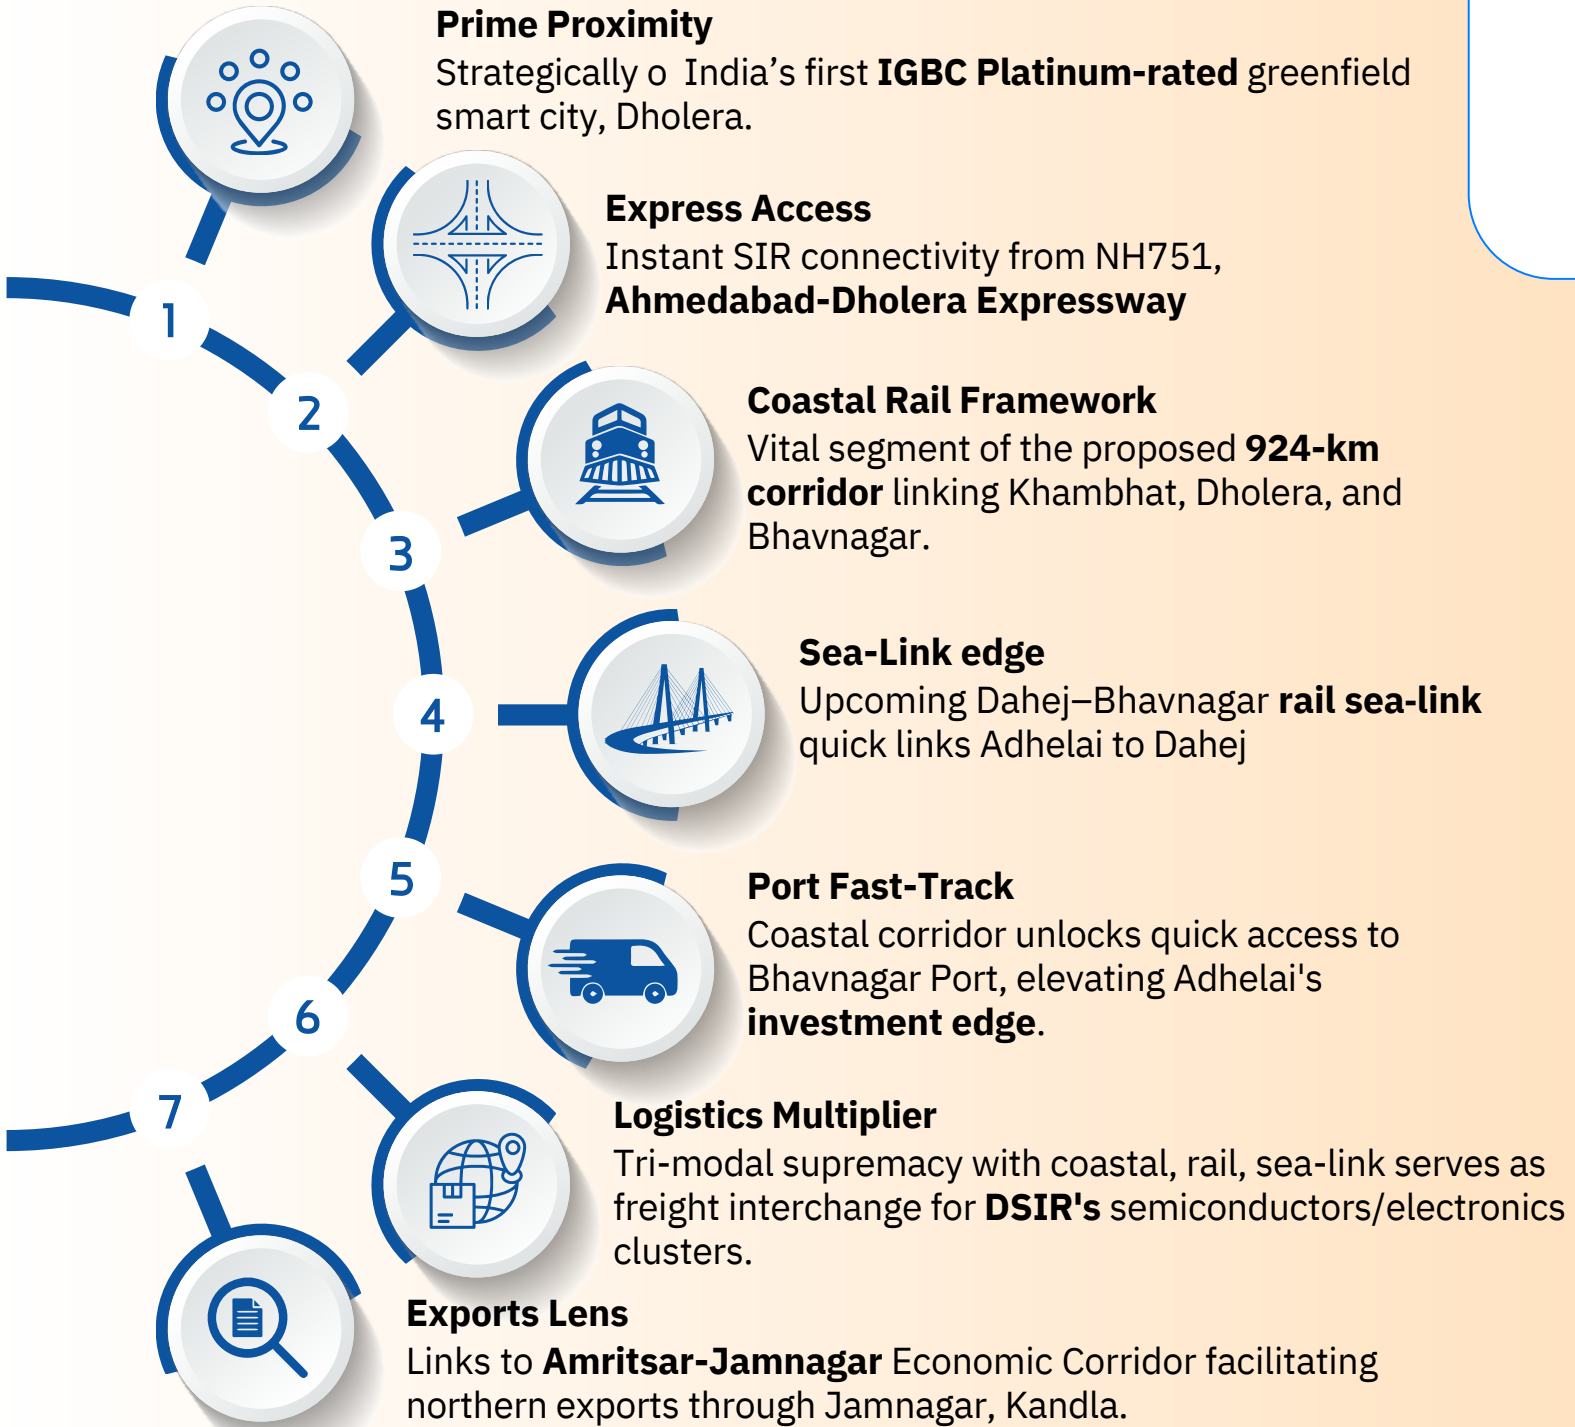 Prime Proximity
Strategically o India’s first IGBC Platinum-rated greenfield
smart city, Dholera.
1
Express Access
Instant SIR connectivity from NH751,
Ahmedabad-Dholera Expressway
2
Coastal Rail Framework
Vital segment of the proposed 924-km
corridor linking Khambhat, Dholera, and
Bhavnagar.
3
Sea-Link edge
Upcoming Dahej–Bhavnagar rail sea-link
quick links Adhelai to Dahej
4
Port Fast-Track
Coastal corridor unlocks quick access to
Bhavnagar Port, elevating Adhelai's
investment edge.
5
Logistics Multiplier
Tri-modal supremacy with coastal, rail, sea-link serves as
freight interchange for DSIR's semiconductors/electronics
clusters.
6
Exports Lens
Links to Amritsar-Jamnagar Economic Corridor facilitating
northern exports through Jamnagar, Kandla.
7